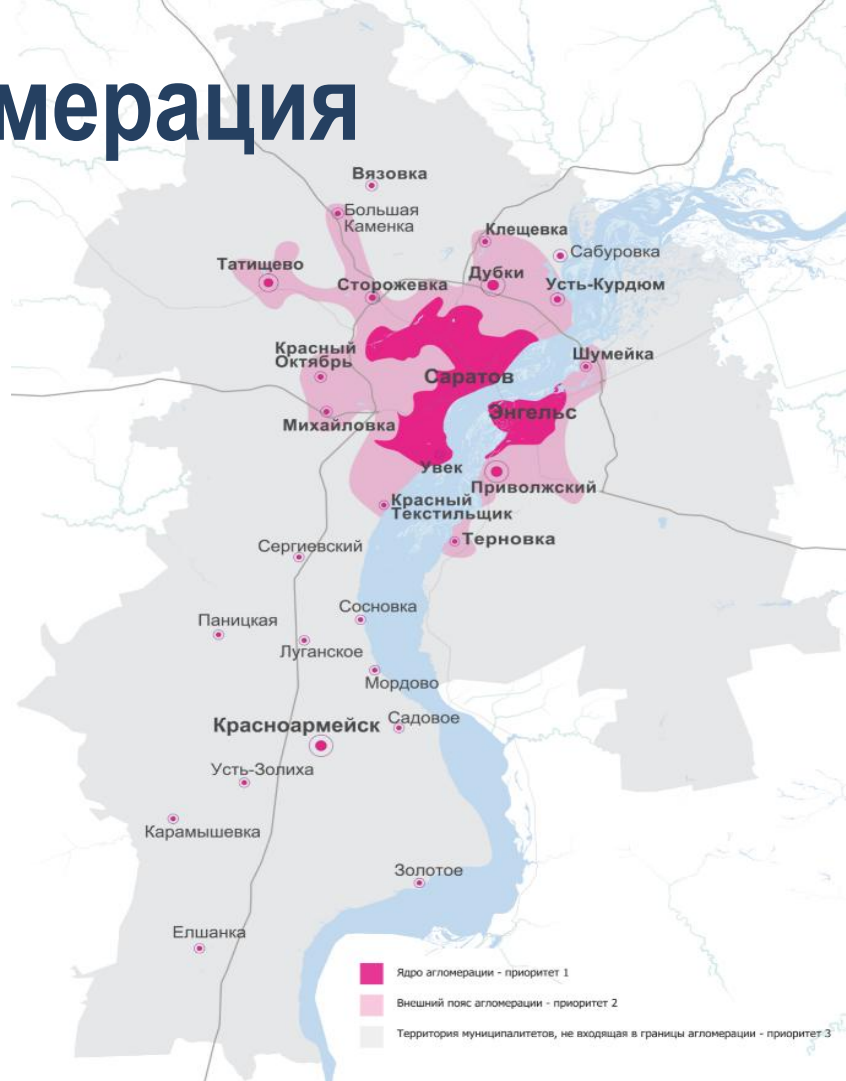 мерация
Вязовка
Большая
Каменка
Клещевка
Сабуровка
Татищево
Сторожевка
Дубки
Усть-Курдюм
Красный
Октябрь
Шумейка
Саратов
Энгельс
Михайловка
Увек
Приволжский
Красный
Текстильщик
Терновка
Сергиевский
Сосновка
Паницкая
Луганское
Мордово
Красноармейск
Садовое
Усть-Золиха
Карамышевка
Золотое
Елшанка
Ядро агломерации - приоритет 1
Внешний пояс агломерации - приоритет 2
Территория муниципалитетов, не входящая в границы агломерации - приоритет 3